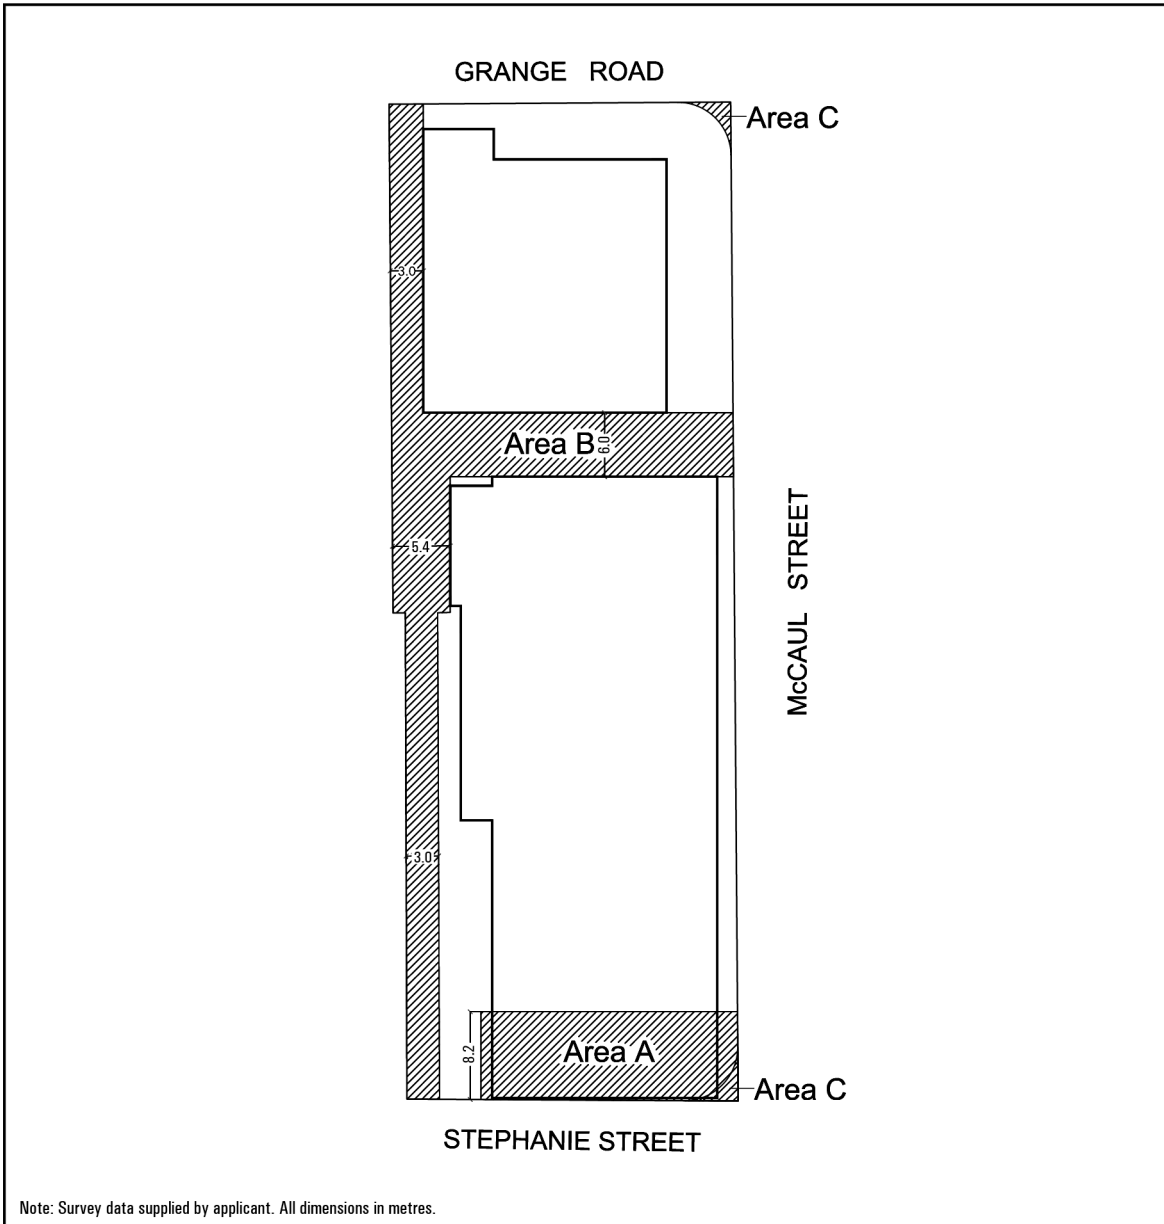 GRANGE ROAD
Area C
3.0
Area B
6.0
5.4
McCAUL STREET
3.0
8.2
Area A
Area C
STEPHANIE STREET
Note: Survey data supplied by applicant. All dimensions in metres.